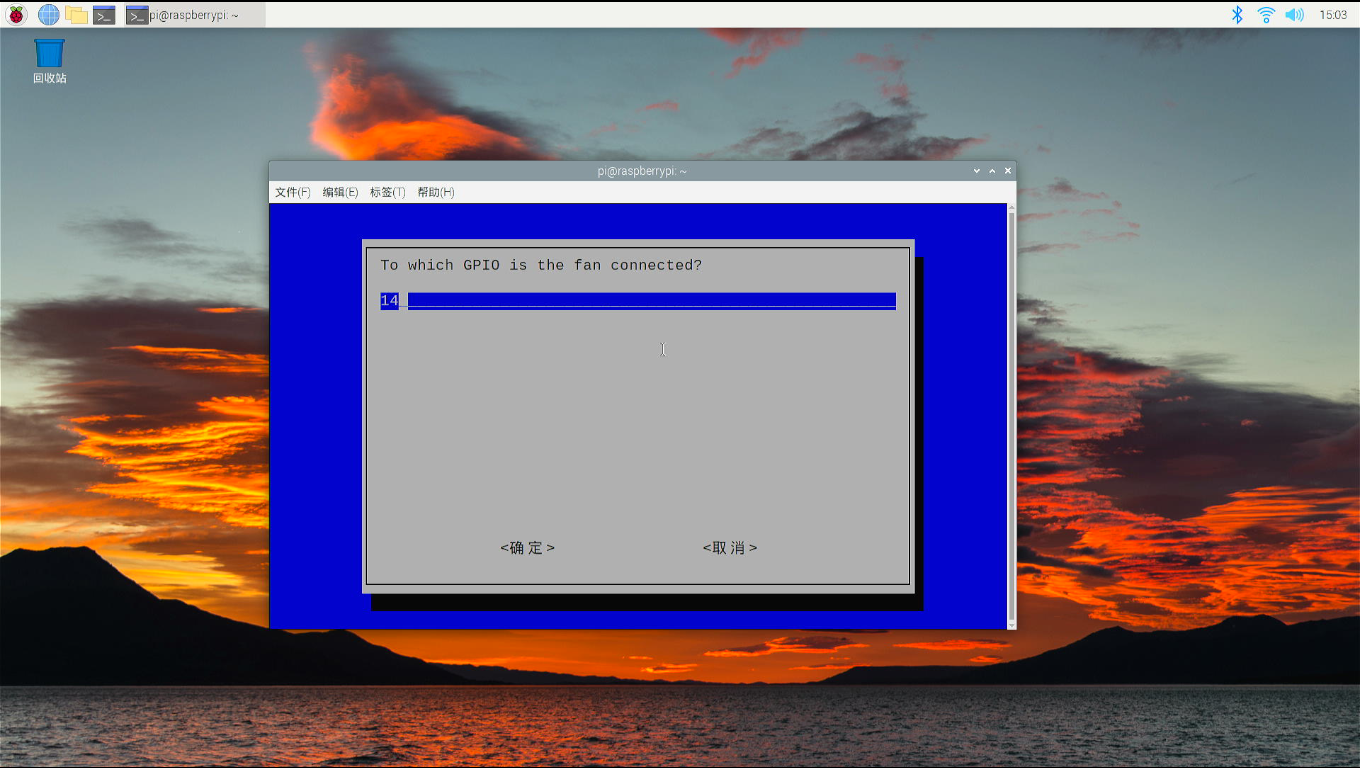 pi@raspberrypi: ~
15:03
回收站
pi@raspberrypi: ~
文件(F) 编辑(E) 标签(T) 帮助(H)
To which GPIO is the fan connected?
14
<确定> <取消>